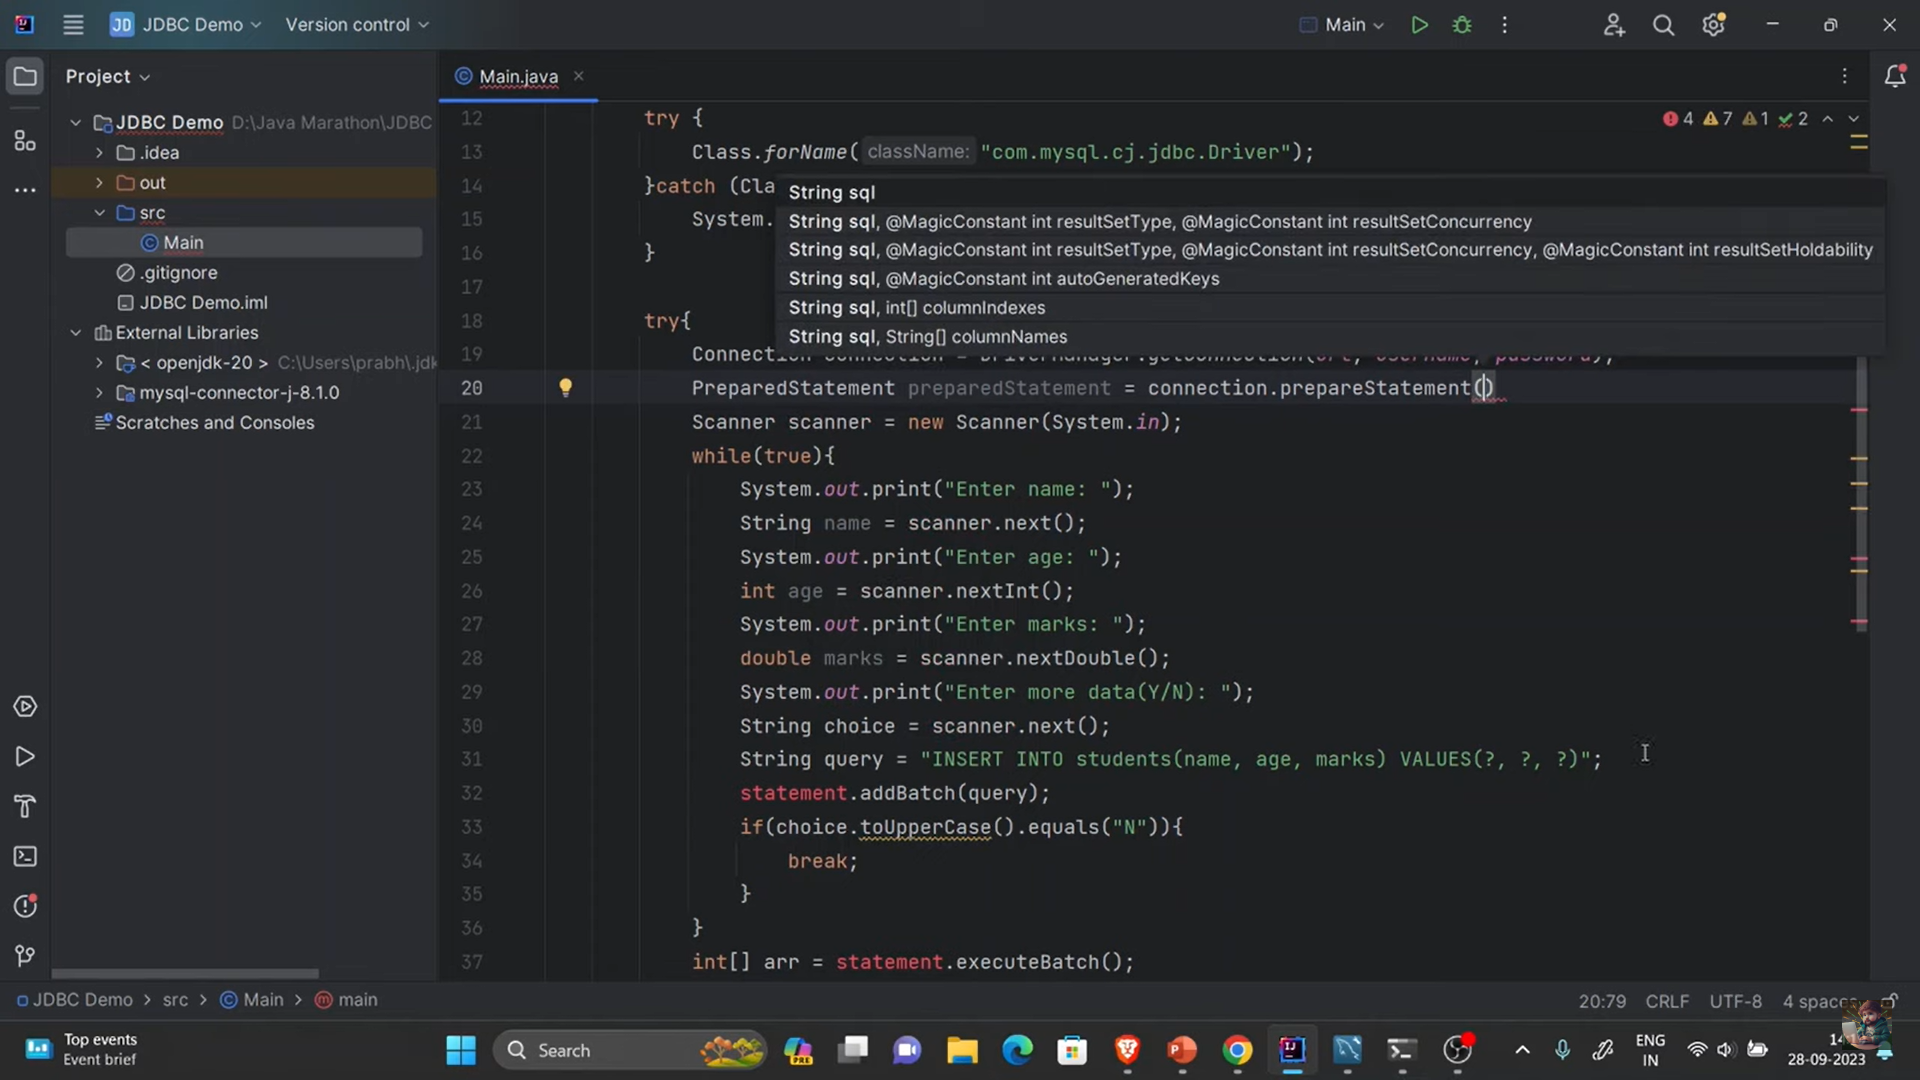 JD JDBC Demo Version control Main
Project
Main.java
JDBC Demo D:\Java Marathon\JDBC
.idea
out
src
Main
.gitignore
JDBC Demo.iml
External Libraries
< openjdk-20 > C:\Users\prabh\.jdk
mysql-connector-j-8.1.0
Scratches and Consoles
4 7 1 2
12 try {
13 Class.forName( className: "com.mysql.cj.jdbc.Driver");
14 }catch (Cla
15 System.
16 }
17
18 try{
String sql
String sql, @MagicConstant int resultSetType, @MagicConstant int resultSetConcurrency
String sql, @MagicConstant int resultSetType, @MagicConstant int resultSetConcurrency, @MagicConstant int resultSetHoldability
String sql, @MagicConstant int autoGeneratedKeys
String sql, int[] columnIndexes
String sql, String[] columnNames
19 Connection connection = DriverManager.getConnection(url, username, password);
20 PreparedStatement preparedStatement = connection.prepareStatement()
21 Scanner scanner = new Scanner(System.in);
22 while(true){
23 System.out.print("Enter name: ");
24 String name = scanner.next();
25 System.out.print("Enter age: ");
26 int age = scanner.nextInt();
27 System.out.print("Enter marks: ");
28 double marks = scanner.nextDouble();
29 System.out.print("Enter more data(Y/N): ");
30 String choice = scanner.next();
31 String query = "INSERT INTO students(name, age, marks) VALUES(?, ?, ?)";
32 statement.addBatch(query);
33 if(choice.toUpperCase().equals("N")){
34 break;
35 }
36 }
37 int[] arr = statement.executeBatch();
JDBC Demo > src > Main > main
20:79 CRLF UTF-8 4 spaces
Top events
Event brief
Search
PRE
ENG
IN
14
28-09-2023